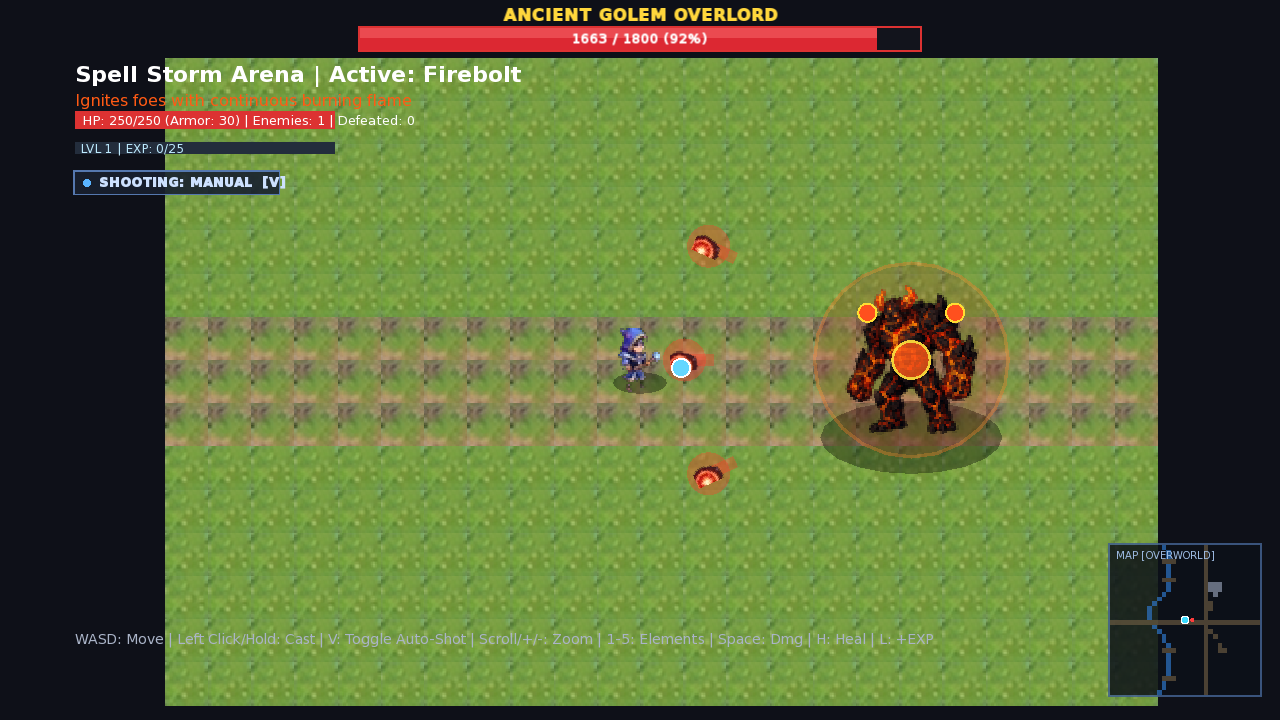 ANCIENT GOLEM OVERLORD
1663 / 1800 (92%)
Spell Storm Arena | Active: Firebolt
Ignites foes with continuous burning flame.
HP: 250/250 (Armor: 30) | Enemies: 1 | Defeated: 0
LVL 1 | EXP: 0/25
SHOOTING: MANUAL [V]
MAP [OVERWORLD]
WASD: Move | Left Click/Hold: Cast | V: Toggle Auto-Shot | Scroll/+/-: Zoom | 1-5: Elements | Space: Dmg | H: Heal | L: +EXP